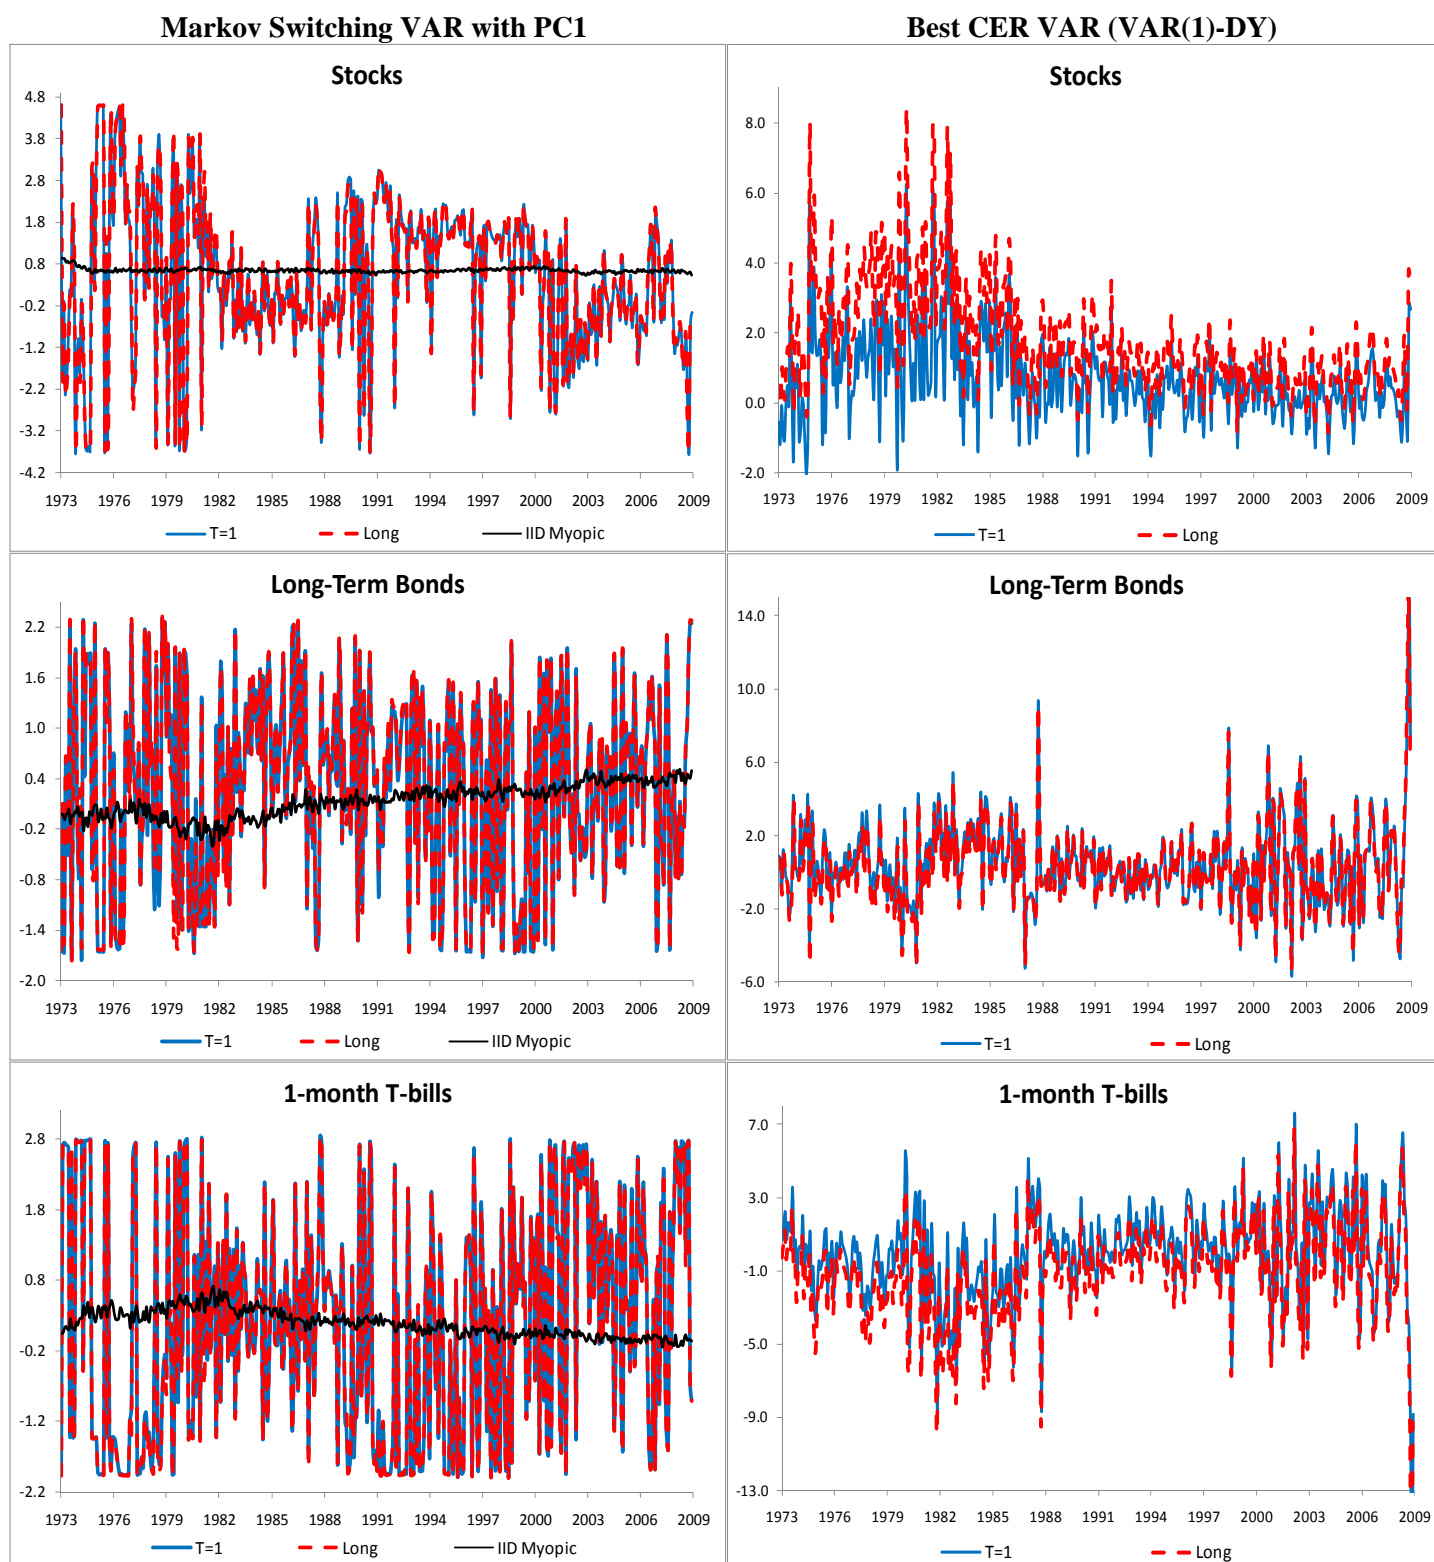 Markov Switching VAR with PC1
Best CER VAR (VAR(1)-DY)
Stocks
4.8
3.8
2.8
1.8
0.8
-0.2
-1.2
-2.2
-3.2
-4.2
1973 1976 1979 1982 1985 1988 1991 1994 1997 2000 2003 2006 2009
T=1 Long IID Myopic
Stocks
8.0
6.0
4.0
2.0
0.0
-2.0
1973 1976 1979 1982 1985 1988 1991 1994 1997 2000 2003 2006 2009
T=1 Long
Long-Term Bonds
2.2
1.6
1.0
0.4
-0.2
-0.8
-1.4
-2.0
1973 1976 1979 1982 1985 1988 1991 1994 1997 2000 2003 2006 2009
T=1 Long IID Myopic
Long-Term Bonds
14.0
10.0
6.0
2.0
-2.0
-6.0
1973 1976 1979 1982 1985 1988 1991 1994 1997 2000 2003 2006 2009
T=1 Long
1-month T-bills
2.8
1.8
0.8
-0.2
-1.2
-2.2
1973 1976 1979 1982 1985 1988 1991 1994 1997 2000 2003 2006 2009
T=1 Long IID Myopic
1-month T-bills
7.0
3.0
-1.0
-5.0
-9.0
-13.0
1973 1976 1979 1982 1985 1988 1991 1994 1997 2000 2003 2006 2009
T=1 Long